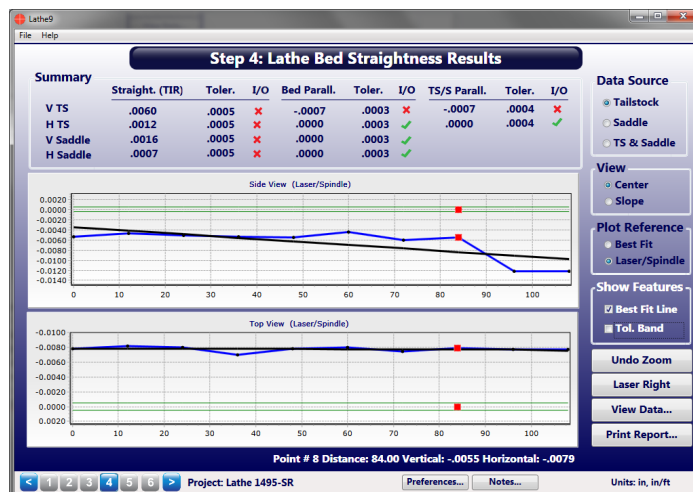 Lathe9
File Help
Step 4: Lathe Bed Straightness Results
Summary
Straight. (TIR) Toler. I/O Bed Parall. Toler. I/O TS/S Parall. Toler. I/O
V TS .0060 .0005 -.0007 .0003 -.0007 .0004
H TS .0012 .0005 .0000 .0003 .0000 .0004
V Saddle .0016 .0005 .0000 .0003
H Saddle .0007 .0005 .0000 .0003
Data Source
Tailstock
Saddle
TS & Saddle
View
Center
Slope
Plot Reference
Best Fit
Laser/Spindle
Show Features
Best Fit Line
Tol. Band
Undo Zoom
Laser Right
View Data...
Print Report...
Side View (Laser/Spindle)
0.0020
0.0000
-0.0020
-0.0040
-0.0060
-0.0080
-0.0100
-0.0120
-0.0140
0 10 20 30 40 50 60 70 80 90 100
Top View (Laser/Spindle)
-0.0100
-0.0080
-0.0060
-0.0040
-0.0020
0.0000
0.0020
0 10 20 30 40 50 60 70 80 90 100
Point # 8 Distance: 84.00 Vertical: -.0055 Horizontal: -.0079
< 1 2 3 4 5 6 > Project: Lathe 1495-SR Preferences... Notes... Units: in, in/ft